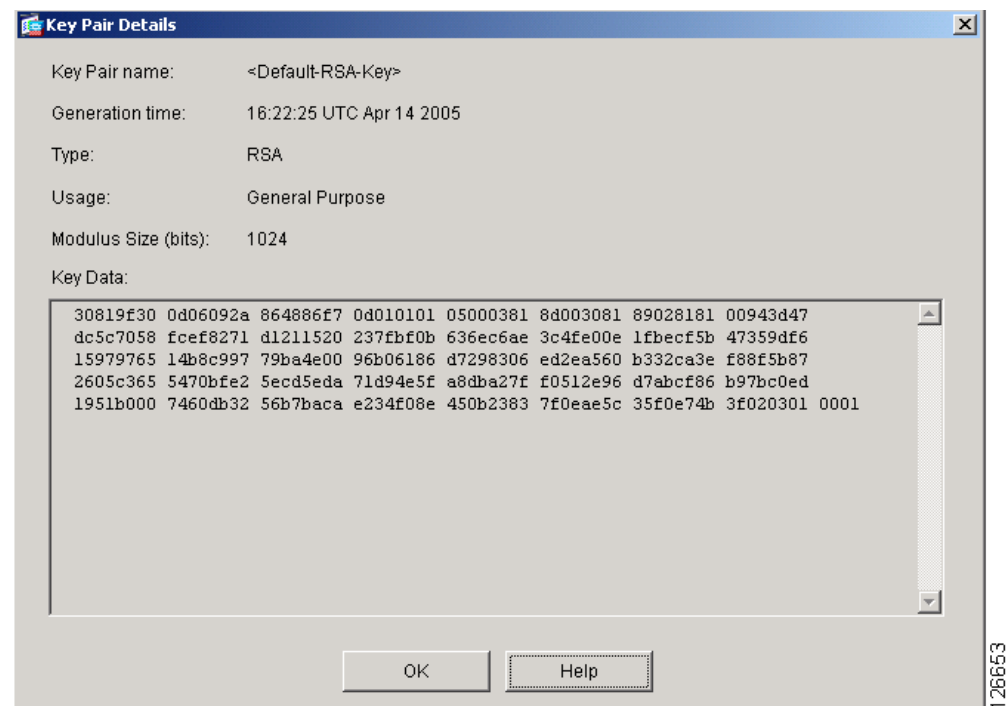 Key Pair Details
Key Pair name: <Default-RSA-Key>
Generation time: 16:22:25 UTC Apr 14 2005
Type: RSA
Usage: General Purpose
Modulus Size (bits): 1024
Key Data:
30819f30 0d06092a 864886f7 0d010101 05000381 8d003081 89028181 00943d47
dc5c7058 fcef8271 d1211520 237fbf0b 636ec6ae 3c4fe00e 1fbecf5b 47359df6
15979765 14b8c997 79ba4e00 96b06186 d7298306 ed2ea560 b332ca3e f88f5b87
2605c365 5470bfe2 5ecd5eda 71d94e5f a8dba27f f0512e96 d7abcf86 b97bc0ed
1951b000 7460db32 56b7baca e234f08e 450b2383 7f0eae5c 35f0e74b 3f020301 0001
OK
Help
126653